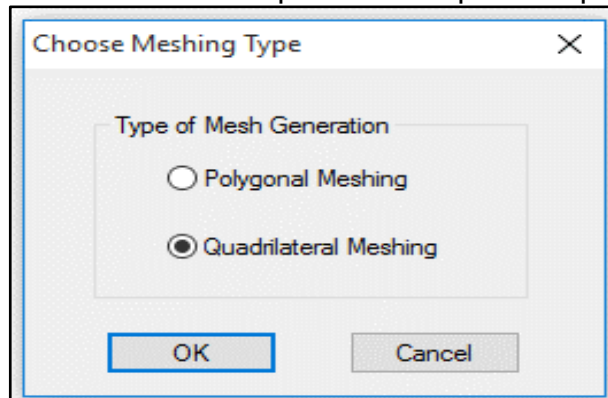 Choose Meshing Type
Type of Mesh Generation
Polygonal Meshing
Quadrilateral Meshing
OK Cancel